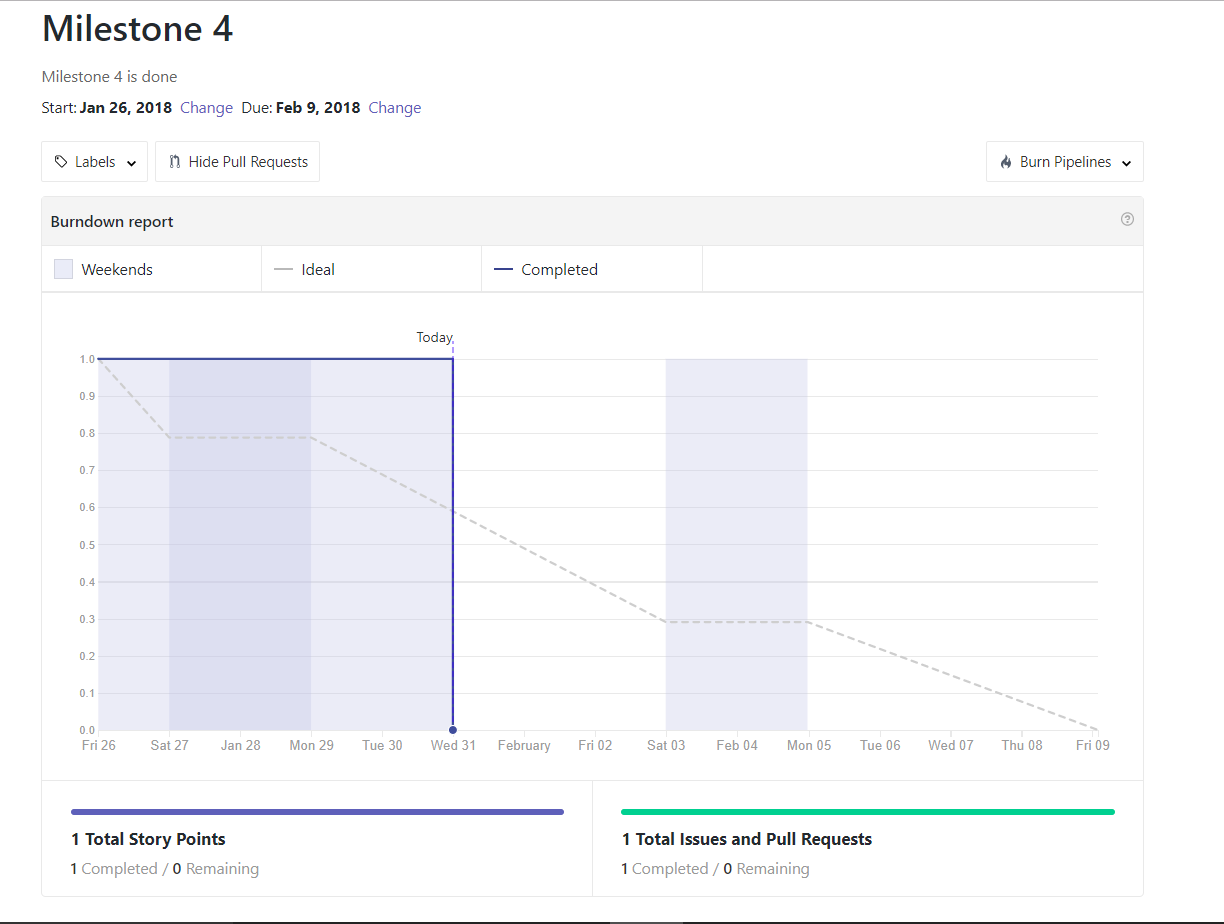 Milestone 4
Milestone 4 is done
Start: Jan 26, 2018 Change Due: Feb 9, 2018 Change
Labels Hide Pull Requests Burn Pipelines
Burndown report
Weekends Ideal Completed
Today
1.0
0.9
0.8
0.7
0.6
0.5
0.4
0.3
0.2
0.1
0.0
Fri 26 Sat 27 Jan 28 Mon 29 Tue 30 Wed 31 February Fri 02 Sat 03 Feb 04 Mon 05 Tue 06 Wed 07 Thu 08 Fri 09
1 Total Story Points
1 Completed / 0 Remaining
1 Total Issues and Pull Requests
1 Completed / 0 Remaining